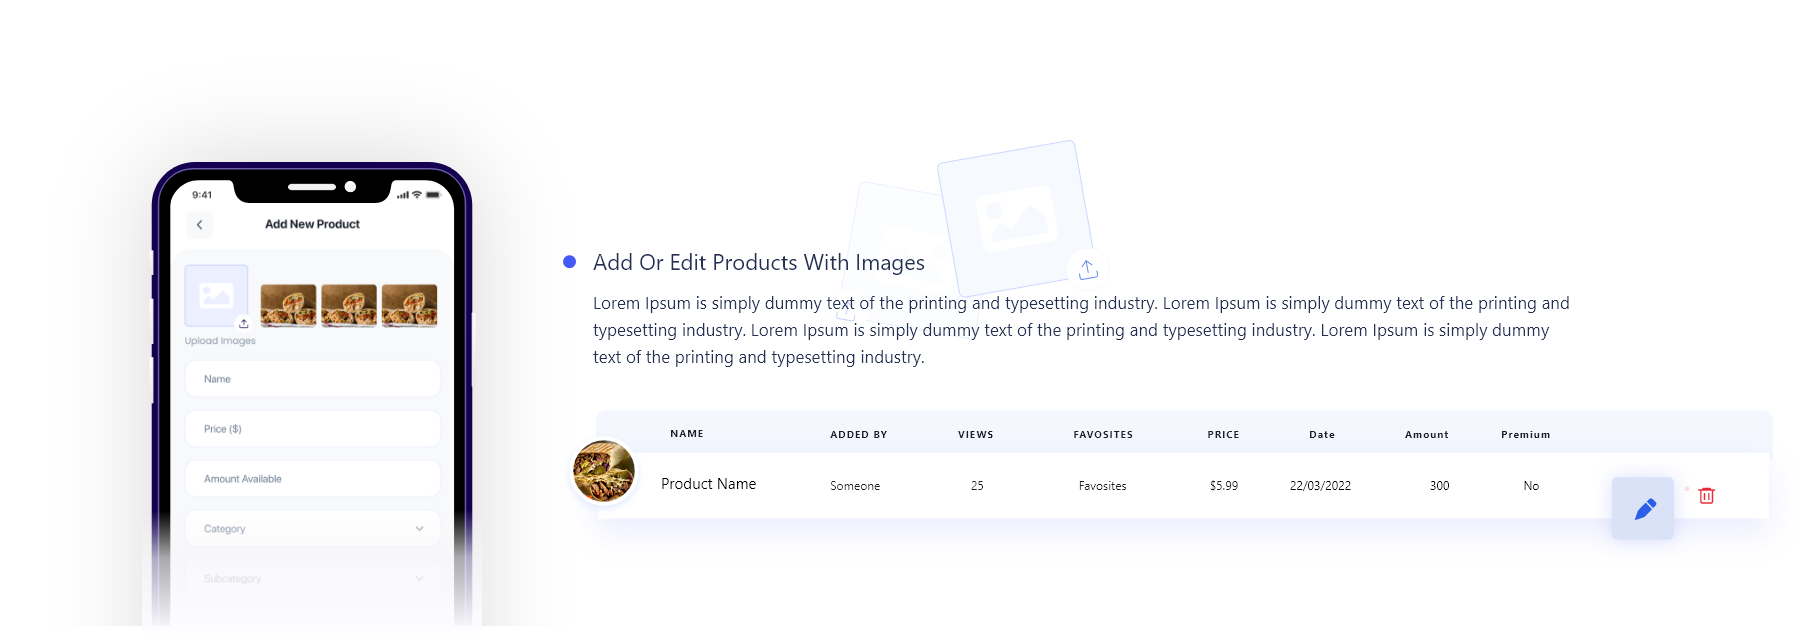 9:41
Add New Product
Upload Images
Name
Price ($)
Amount Available
Category
Subcategory
Add Or Edit Products With Images
Lorem Ipsum is simply dummy text of the printing and typesetting industry. Lorem Ipsum is simply dummy text of the printing and
typesetting industry. Lorem Ipsum is simply dummy text of the printing and typesetting industry. Lorem Ipsum is simply dummy
text of the printing and typesetting industry.
NAME ADDED BY VIEWS FAVOSITES PRICE Date Amount Premium
Product Name Someone 25 Favosites $5.99 22/03/2022 300 No